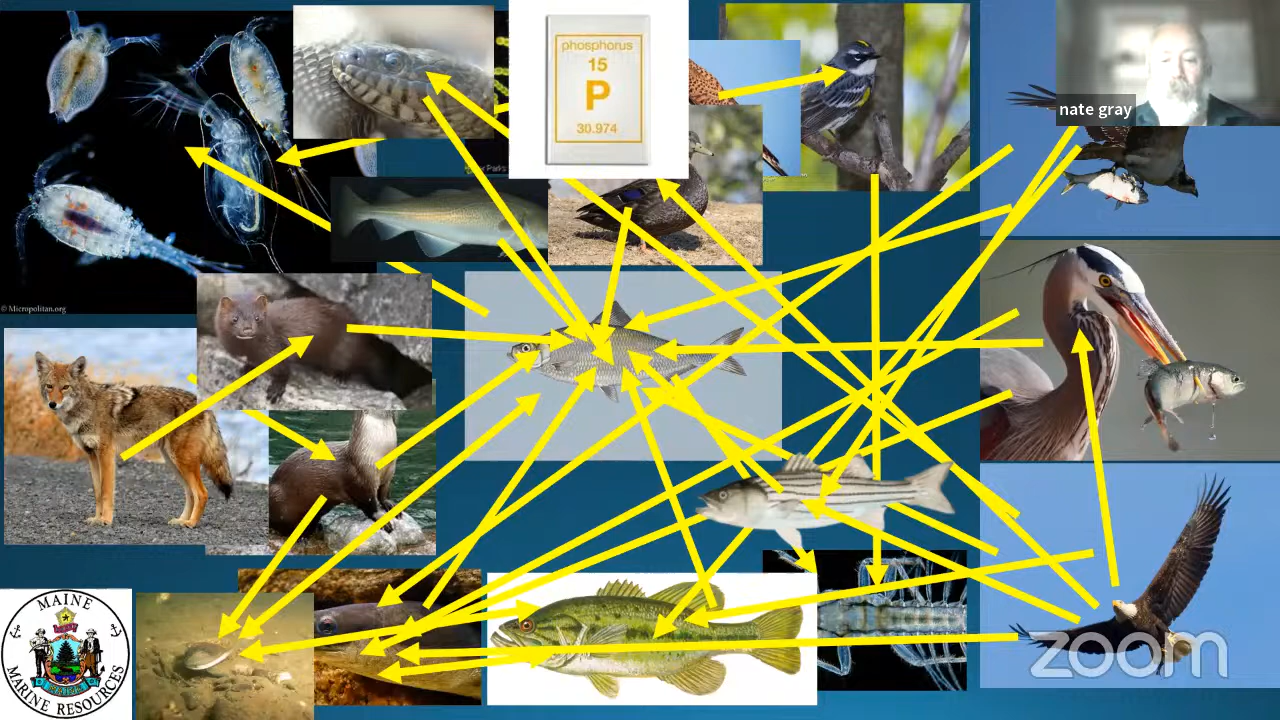 phosphorus
15
P
30.974
nate gray
© Micropolitan.org
MAINE
MARINE RESOURCES
zoom